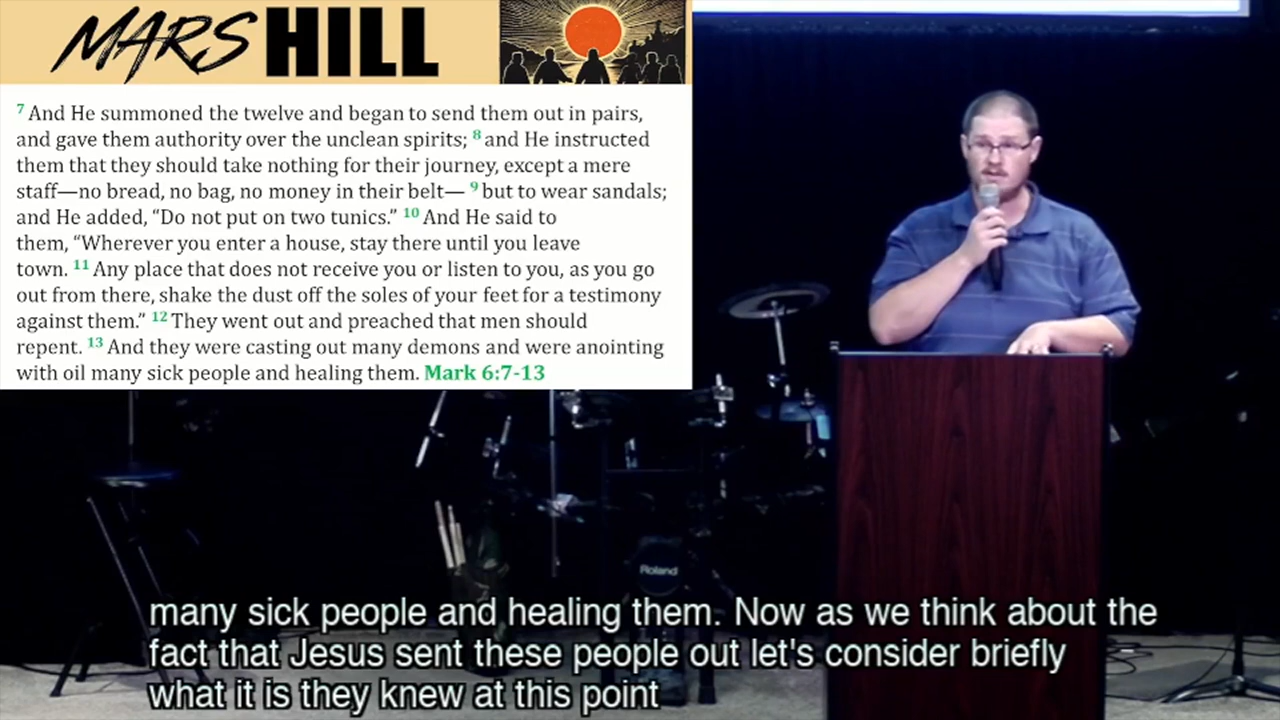 MARS HILL
7 And He summoned the twelve and began to send them out in pairs,
and gave them authority over the unclean spirits; 8 and He instructed
them that they should take nothing for their journey, except a mere
staff—no bread, no bag, no money in their belt— 9 but to wear sandals;
and He added, “Do not put on two tunics.” 10 And He said to
them, “Wherever you enter a house, stay there until you leave
town. 11 Any place that does not receive you or listen to you, as you go
out from there, shake the dust off the soles of your feet for a testimony
against them.” 12 They went out and preached that men should
repent. 13 And they were casting out many demons and were anointing
with oil many sick people and healing them. Mark 6:7-13
Roland
many sick people and healing them. Now as we think about the
fact that Jesus sent these people out let's consider briefly
what it is they knew at this point